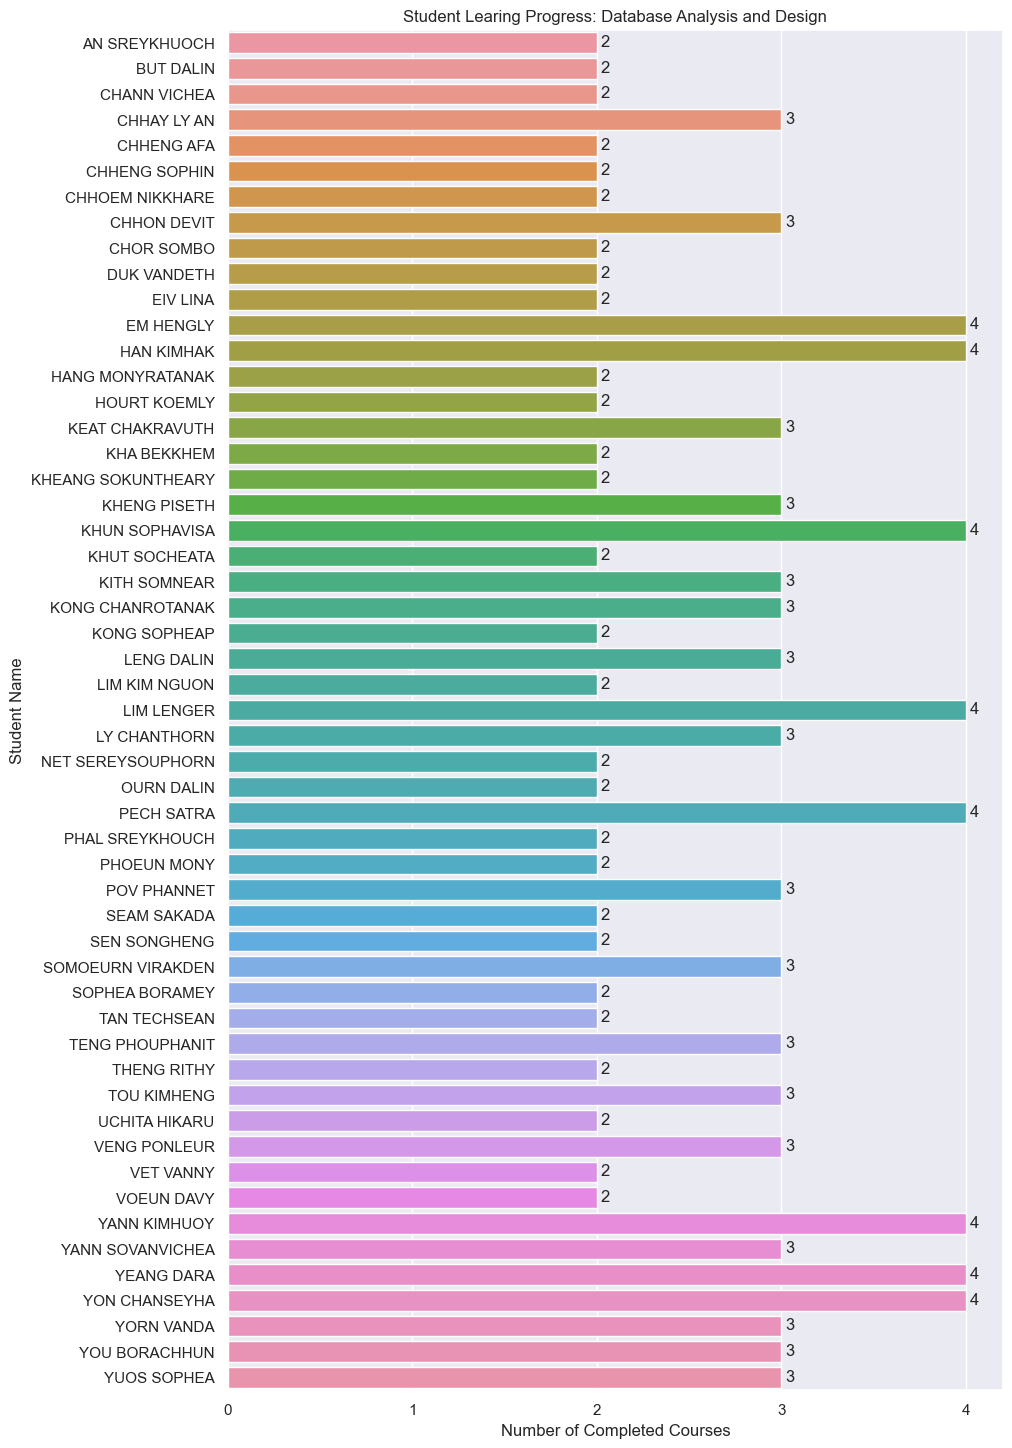 Student Learing Progress: Database Analysis and Design
AN SREYKHUOCH 2
BUT DALIN 2
CHANN VICHEA 2
CHHAY LY AN 3
CHHENG AFA 2
CHHENG SOPHIN 2
CHHOEM NIKKHARE 2
CHHON DEVIT 3
CHOR SOMBO 2
DUK VANDETH 2
EIV LINA 2
EM HENGLY 4
HAN KIMHAK 4
HANG MONYRATANAK 2
HOURT KOEMLY 2
KEAT CHAKRAVUTH 3
KHA BEKKHEM 2
KHEANG SOKUNTHEARY 2
KHENG PISETH 3
KHUN SOPHAVISA 4
KHUT SOCHEATA 2
KITH SOMNEAR 3
KONG CHANROTANAK 3
KONG SOPHEAP 2
LENG DALIN 3
LIM KIM NGUON 2
LIM LENGER 4
LY CHANTHORN 3
NET SEREYSOUPHORN 2
OURN DALIN 2
PECH SATRA 4
PHAL SREYKHOUCH 2
PHOEUN MONY 2
POV PHANNET 3
SEAM SAKADA 2
SEN SONGHENG 2
SOMOEURN VIRAKDEN 3
SOPHEA BORAMEY 2
TAN TECHSEAN 2
TENG PHOUPHANIT 3
THENG RITHY 2
TOU KIMHENG 3
UCHITA HIKARU 2
VENG PONLEUR 3
VET VANNY 2
VOEUN DAVY 2
YANN KIMHUOY 4
YANN SOVANVICHEA 3
YEANG DARA 4
YON CHANSEYHA 4
YORN VANDA 3
YOU BORACHHUN 3
YUOS SOPHEA 3
Student Name
0 1 2 3 4
Number of Completed Courses